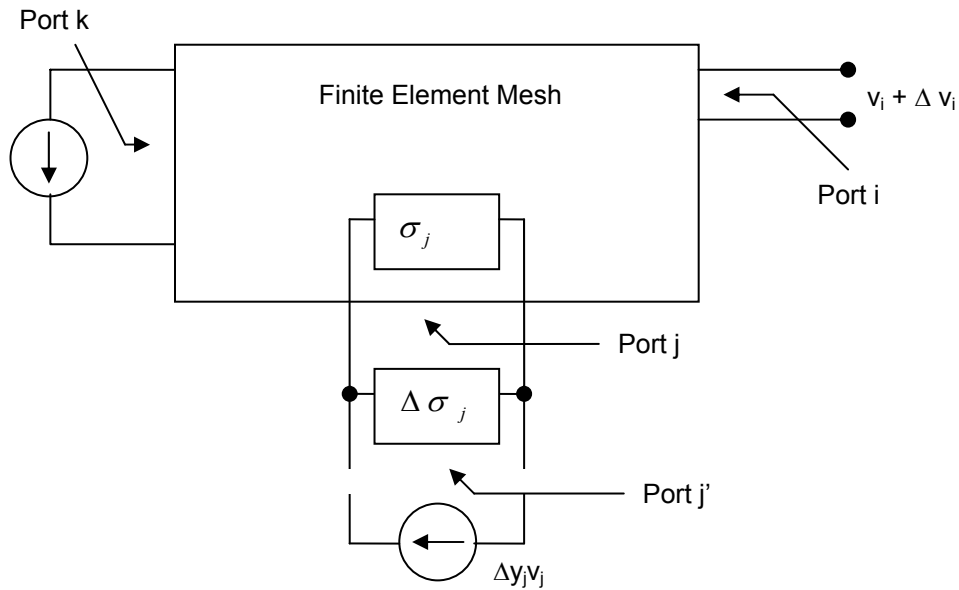 Port k
Finite Element Mesh
v_i + Δ v_i
Port i
σ_j
Port j
Δ σ_j
Port j’
Δy_jv_j